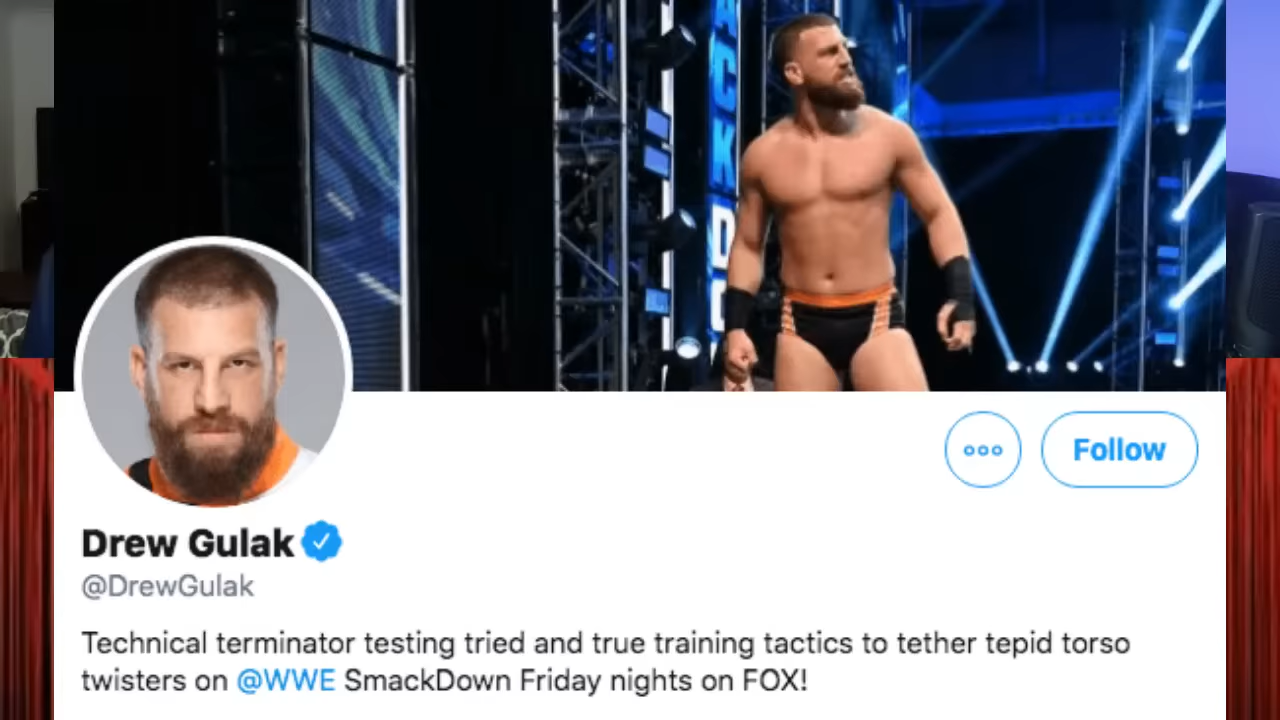 ACK
D
Follow
Drew Gulak
@DrewGulak
Technical terminator testing tried and true training tactics to tether tepid torso
twisters on @WWE SmackDown Friday nights on FOX!